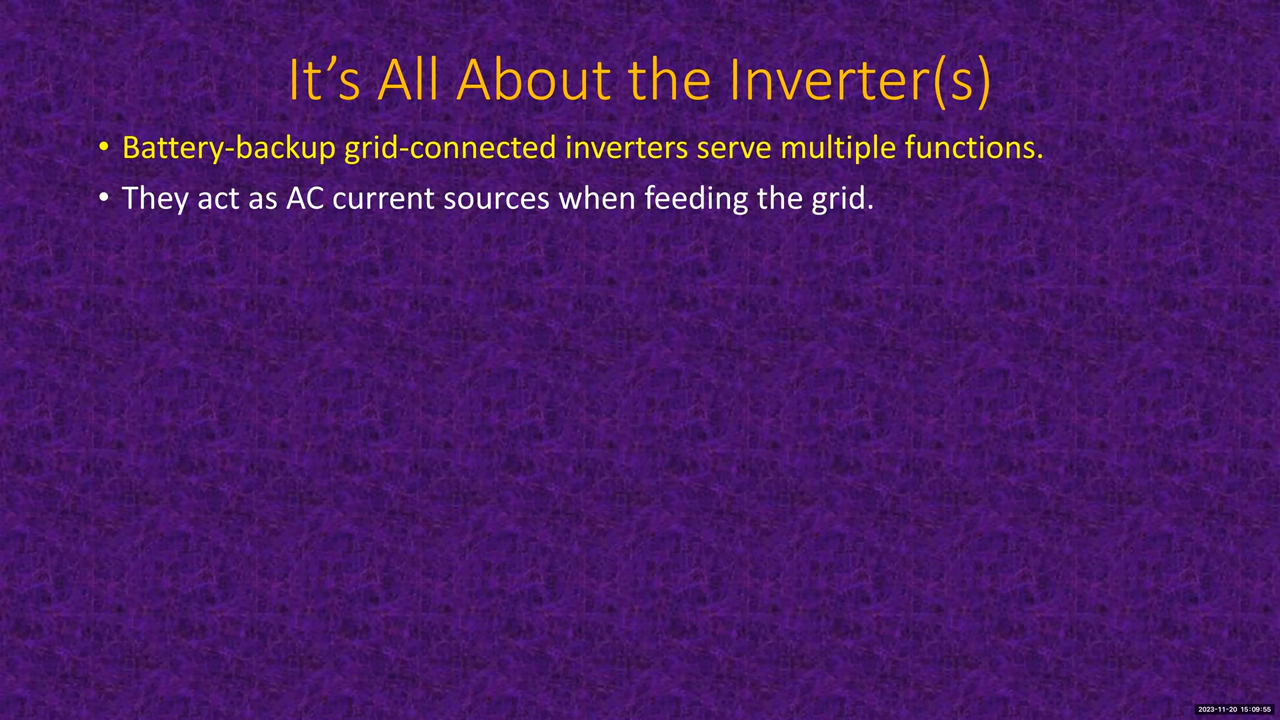 It’s All About the Inverter(s)
• Battery-backup grid-connected inverters serve multiple functions.
• They act as AC current sources when feeding the grid.
2023-11-20 15:09:55